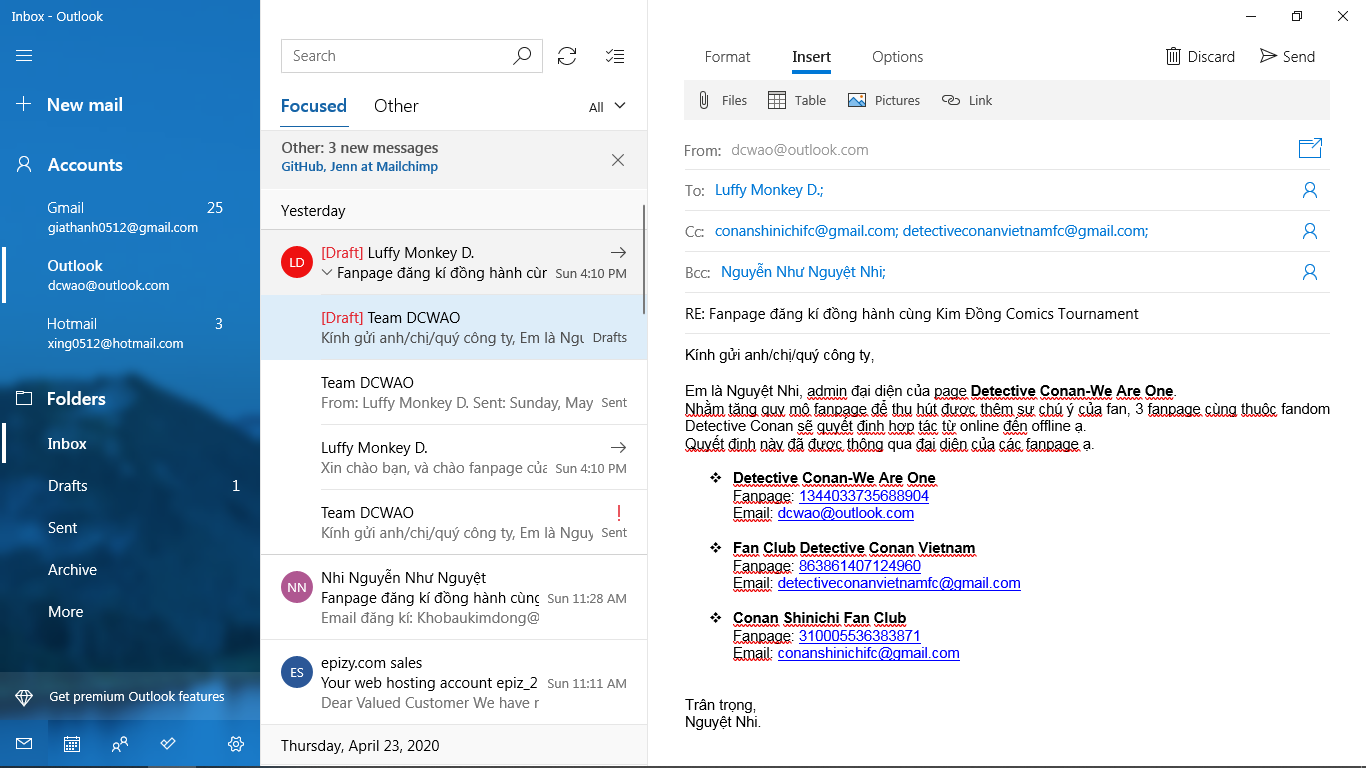 Inbox - Outlook
New mail
Accounts
Gmail 25
giathanh0512@gmail.com
Outlook
dcwao@outlook.com
Hotmail 3
xing0512@hotmail.com
Folders
Inbox
Drafts 1
Sent
Archive
More
Get premium Outlook features
Search
Focused Other All
Other: 3 new messages
GitHub, Jenn at Mailchimp
Yesterday
LD
[Draft] Luffy Monkey D.
Fanpage đăng kí đồng hành cùn Sun 4:10 PM
[Draft] Team DCWAO
Kính gửi anh/chị/quý công ty, Em là Ngu Drafts
Team DCWAO
From: Luffy Monkey D. Sent: Sunday, May Sent
Luffy Monkey D.
Xin chào bạn, và chào fanpage của Sun 4:10 PM
Team DCWAO
Kính gửi anh/chị/quý công ty, Em là Nguy Sent
NN
Nhi Nguyễn Như Nguyệt
Fanpage đăng kí đồng hành cùng Sun 11:28 AM
Email đăng kí: Khobaukimdong@
ES
epizy.com sales
Your web hosting account epiz_2 Sun 11:11 AM
Dear Valued Customer We have r
Thursday, April 23, 2020
Format Insert Options Discard Send
Files Table Pictures Link
From: dcwao@outlook.com
To: Luffy Monkey D.;
Cc: conanshinichifc@gmail.com; detectiveconanvietnamfc@gmail.com;
Bcc: Nguyễn Như Nguyệt Nhi;
RE: Fanpage đăng kí đồng hành cùng Kim Đồng Comics Tournament
Kính gửi anh/chị/quý công ty,
Em là Nguyệt Nhi, admin đại diện của page Detective Conan-We Are One.
Nhằm tăng quy mô fanpage để thu hút được thêm sự chú ý của fan, 3 fanpage cùng thuộc fandom
Detective Conan sẽ quyết định hợp tác từ online đến offline ạ.
Quyết định này đã được thông qua đại diện của các fanpage ạ.
❖ Detective Conan-We Are One
Fanpage: 1344033735688904
Email: dcwao@outlook.com
❖ Fan Club Detective Conan Vietnam
Fanpage: 863861407124960
Email: detectiveconanvietnamfc@gmail.com
❖ Conan Shinichi Fan Club
Fanpage: 310005536383871
Email: conanshinichifc@gmail.com
Trân trọng,
Nguyệt Nhi.